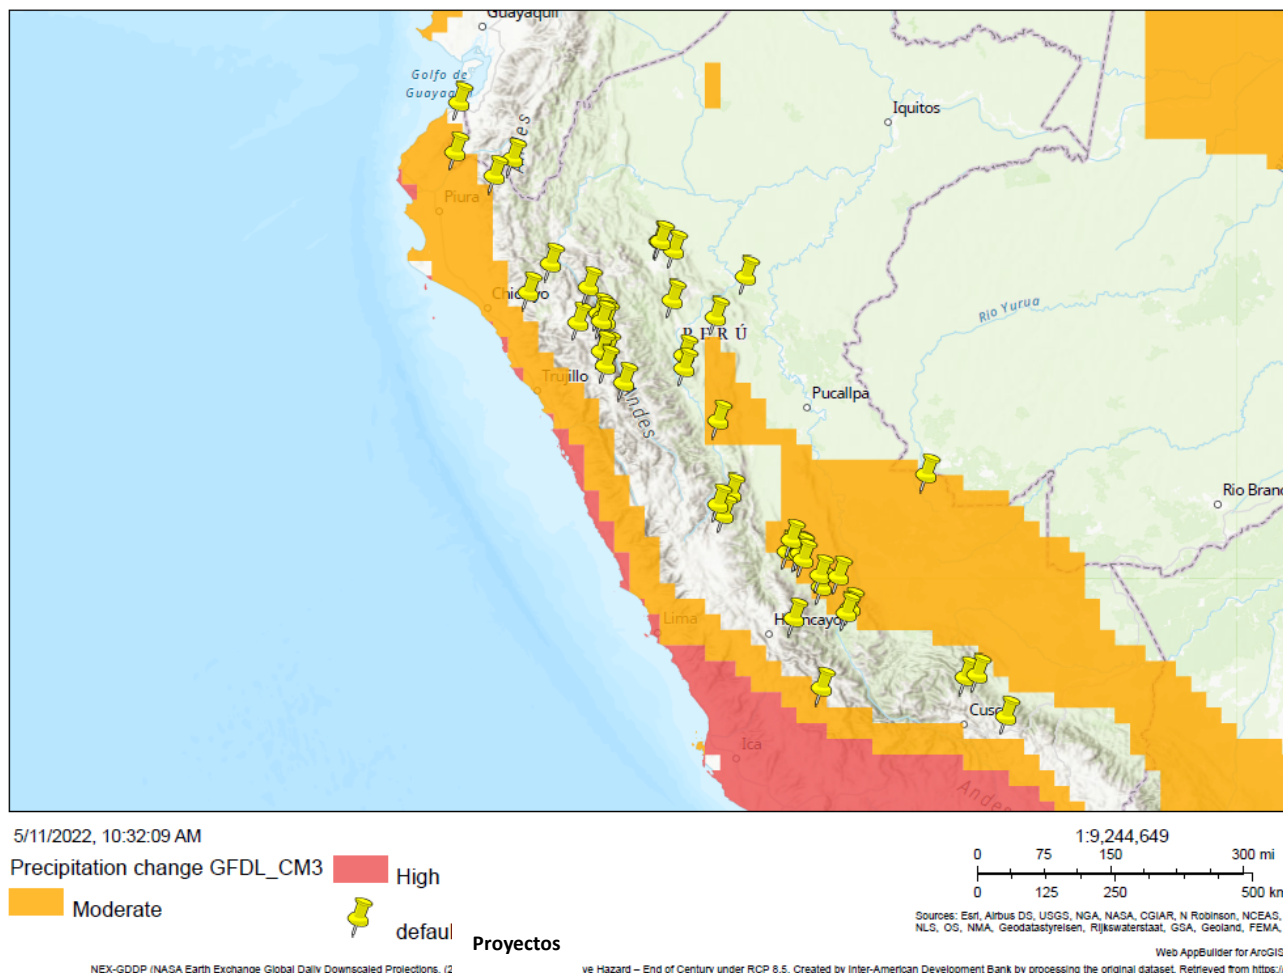 Guayaquil
Golfo de
Guayaq
Iquitos
Andes
Piura
Chiclayo
PERÚ
Rio Yurua
Trujillo
Andes
Pucallpa
Rio Branc
Lima
Huancayo
Cusco
Ica
Andes
5/11/2022, 10:32:09 AM
1:9,244,649
0 75 150 300 mi
0 125 250 500 km
Precipitation change GFDL_CM3
High
Moderate
defaul
Proyectos
Sources: Esri, Airbus DS, USGS, NGA, NASA, CGIAR, N Robinson, NCEAS,
NLS, OS, NMA, Geodatastyrelsen, Rijkswaterstaat, GSA, Geoland, FEMA,
Web AppBuilder for ArcGIS
NEX-GDDP (NASA Earth Exchange Global Daily Downscaled Projections. (2
ve Hazard – End of Century under RCP 8.5. Created by Inter-American Development Bank by processing the original dataset. Retrieved from https:/